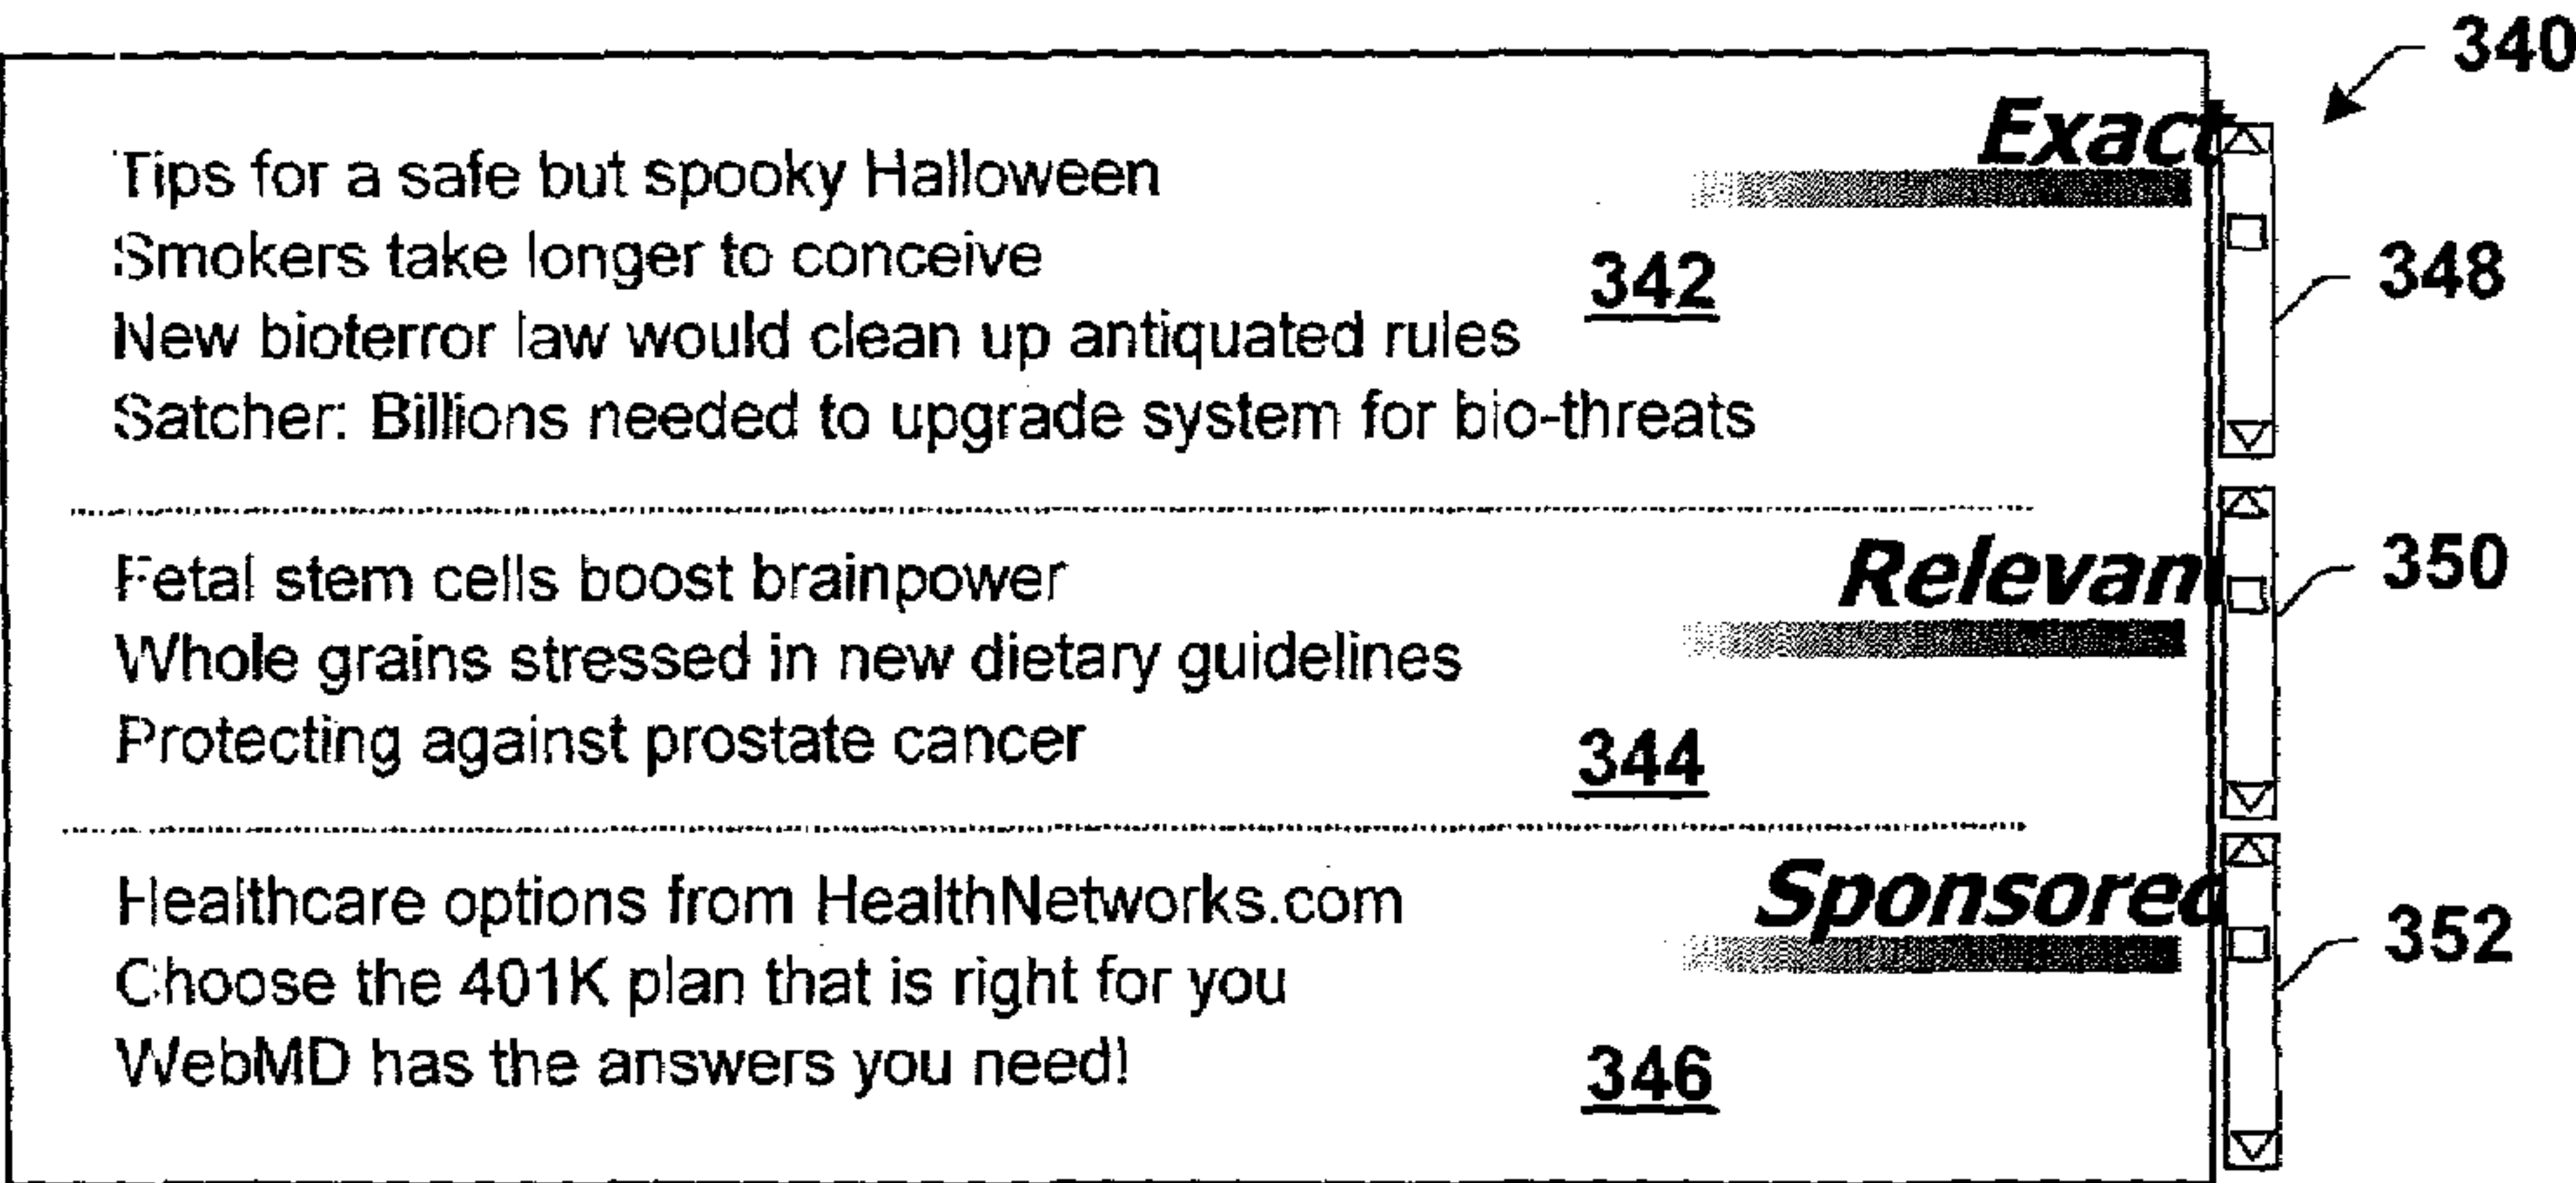 340
Exact
Tips for a safe but spooky Halloween
Smokers take longer to conceive
342
348
New bioterror law would clean up antiquated rules
Satcher: Billions needed to upgrade system for bio-threats
Relevant
350
Fetal stem cells boost brainpower
Whole grains stressed in new dietary guidelines
Protecting against prostate cancer
344
Sponsored
352
Healthcare options from HealthNetworks.com
Choose the 401K plan that is right for you
WebMD has the answers you need!
346